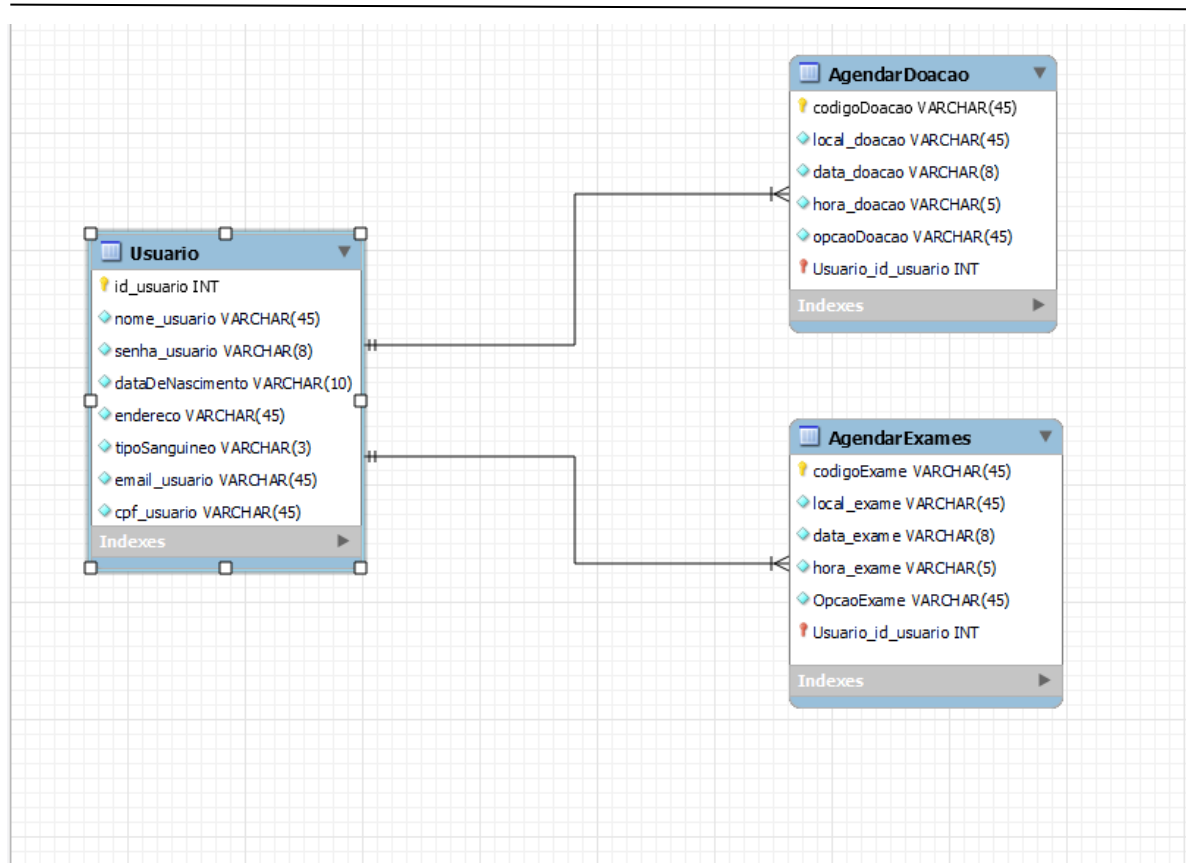 Usuario
id_usuario INT
nome_usuario VARCHAR(45)
senha_usuario VARCHAR(8)
dataDeNascimento VARCHAR(10)
endereco VARCHAR(45)
tipoSanguineo VARCHAR(3)
email_usuario VARCHAR(45)
cpf_usuario VARCHAR(45)
Indexes
AgendarDoacao
codigoDoacao VARCHAR(45)
local_doacao VARCHAR(45)
data_doacao VARCHAR(8)
hora_doacao VARCHAR(5)
opcaoDoacao VARCHAR(45)
Usuario_id_usuario INT
Indexes
AgendarExames
codigoExame VARCHAR(45)
local_exame VARCHAR(45)
data_exame VARCHAR(8)
hora_exame VARCHAR(5)
OpcaoExame VARCHAR(45)
Usuario_id_usuario INT
Indexes